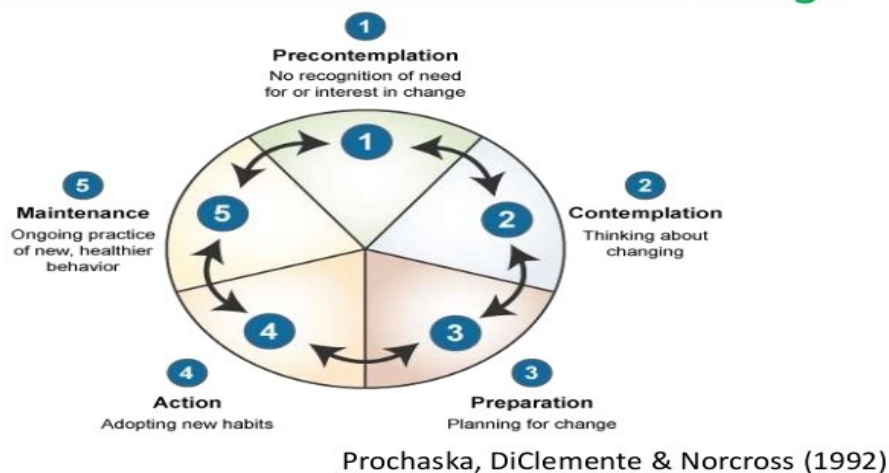 1
Precontemplation
No recognition of need
for or interest in change
1
5
Maintenance
Ongoing practice
of new, healthier
behavior
5
2
2
Contemplation
Thinking about
changing
4
3
4
Action
Adopting new habits
3
Preparation
Planning for change
Prochaska, DiClemente & Norcross (1992)